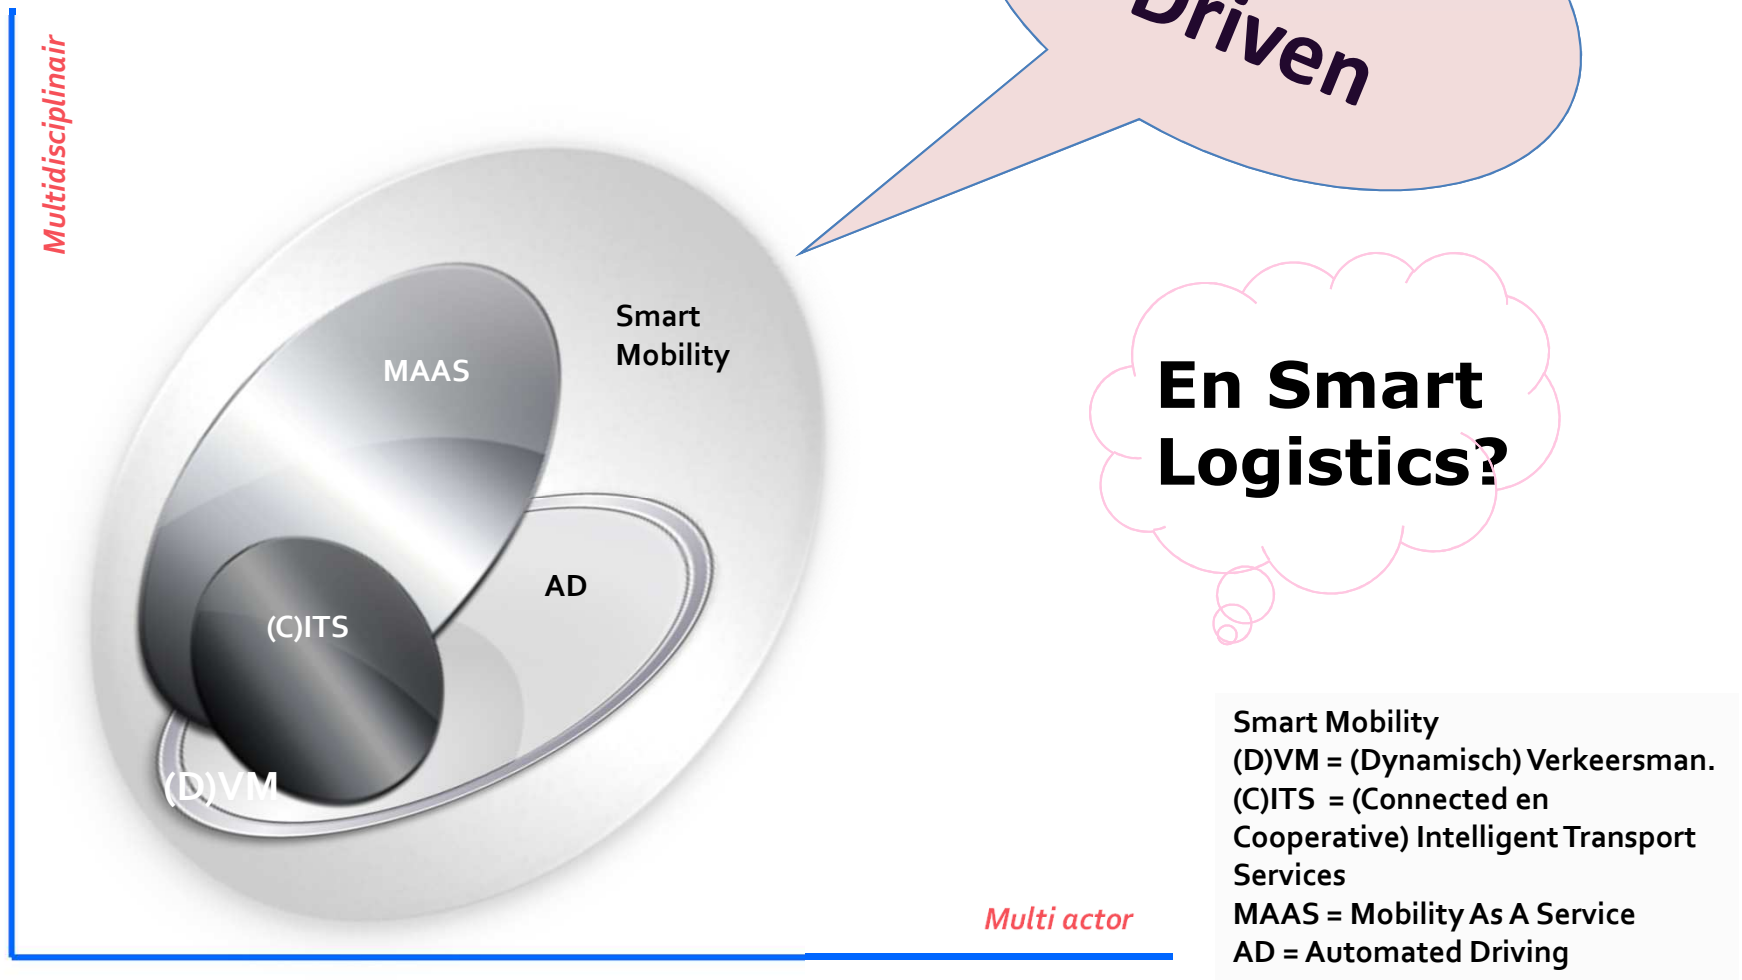 Driven
Multidisciplinair
Smart
Mobility
MAAS
En Smart
Logistics?
AD
(C)ITS
(D)VM
Smart Mobility
(D)VM = (Dynamisch) Verkeersman.
(C)ITS = (Connected en
Cooperative) Intelligent Transport
Services
MAAS = Mobility As A Service
AD = Automated Driving
Multi actor